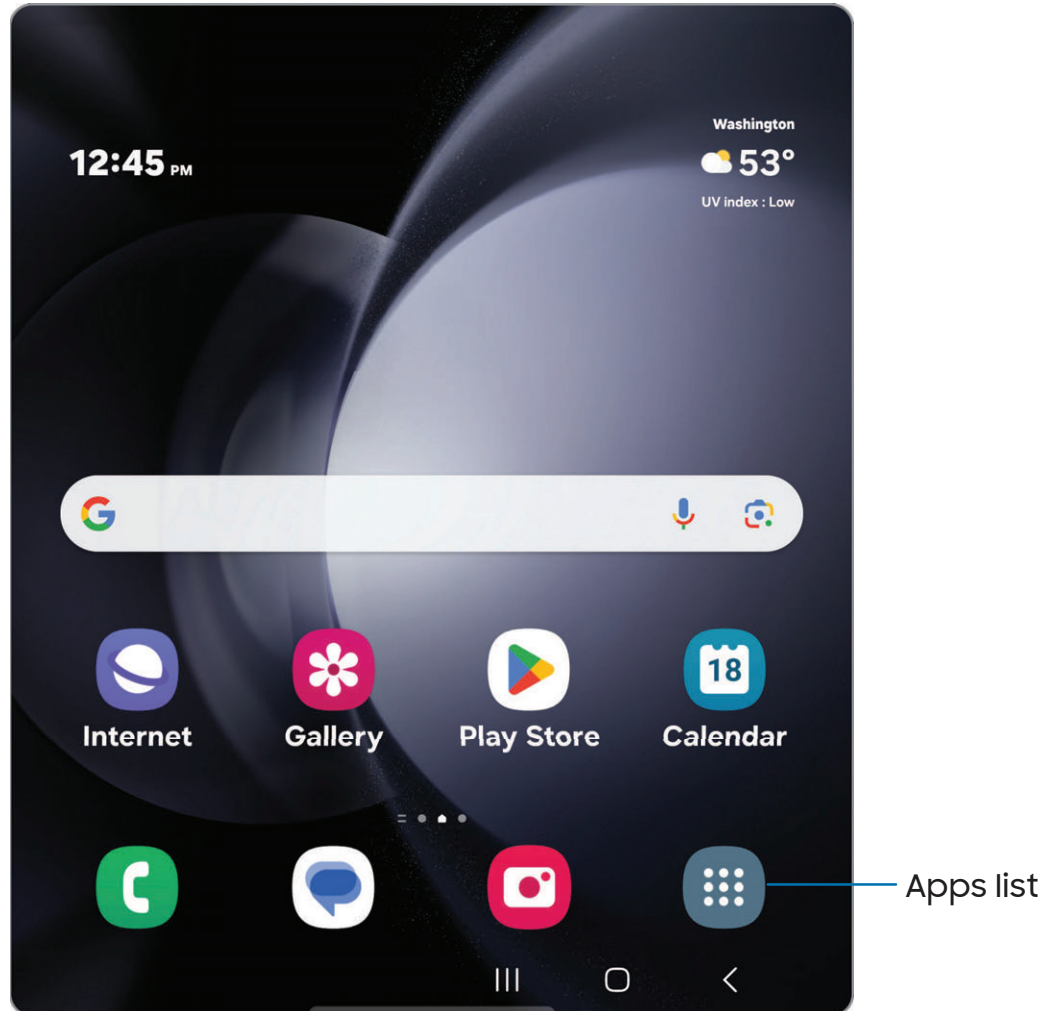 Washington
12:45 PM
53°
UV index : Low
G
18
Internet
Gallery
Play Store
Calendar
Apps list